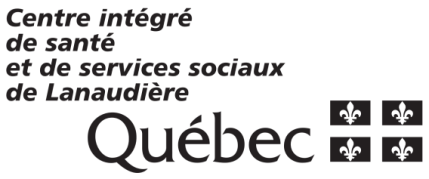 Centre intégré
de santé
et de services sociaux
de Lanaudière
Québec